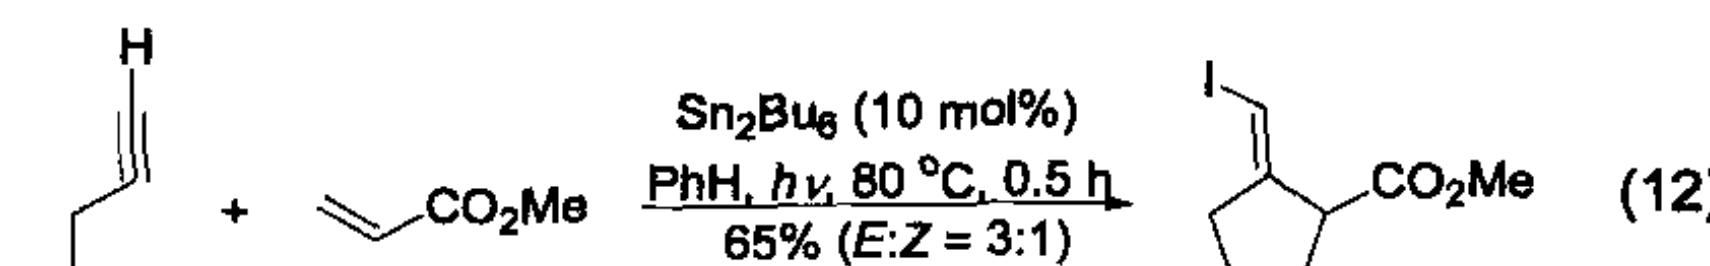 H
Sn₂Bu₆ (10 mol%)
I
PhH, hν, 80 °C, 0.5 h
+
CO₂Me
CO₂Me
(12)
65% (E:Z = 3:1)